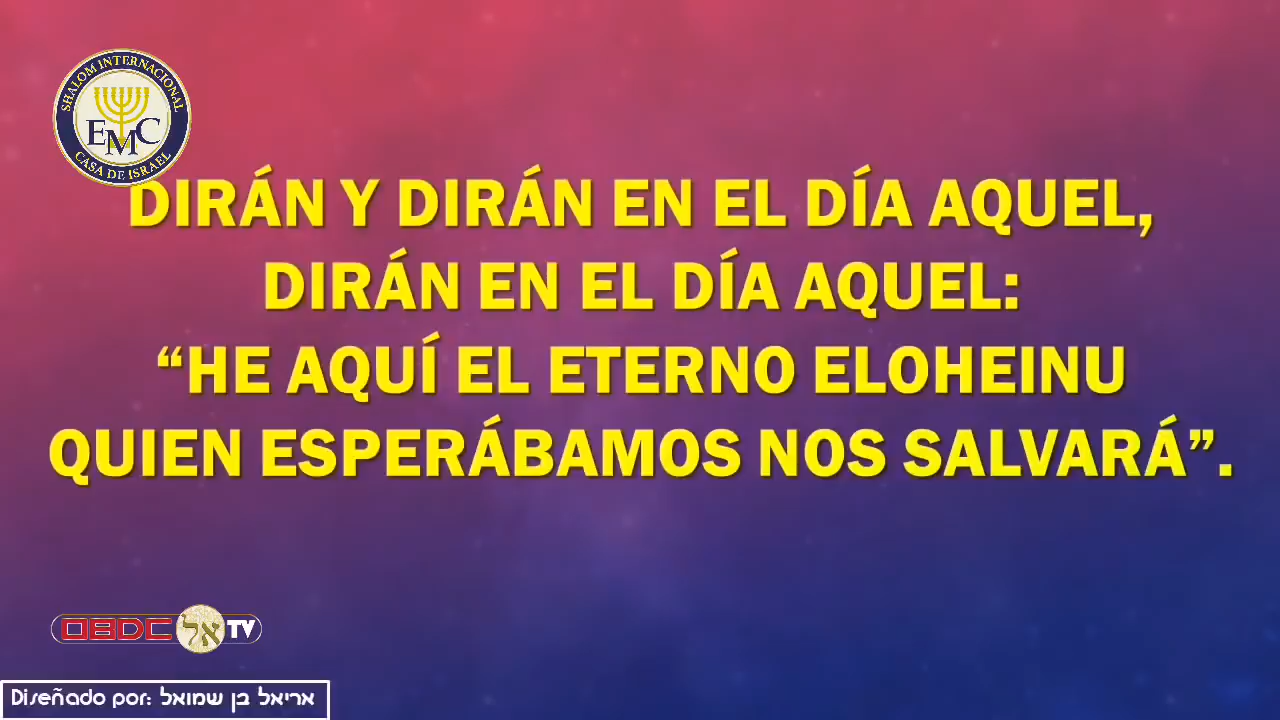 SHALOM INTERNACIONAL
EMC
CASA DE ISRAEL
DIRÁN Y DIRÁN EN EL DÍA AQUEL,
DIRÁN EN EL DÍA AQUEL:
“HE AQUÍ EL ETERNO ELOHEINU
QUIEN ESPERÁBAMOS NOS SALVARÁ”.
OBDC אל TV
Diseñado por: אריאל בן שמואל